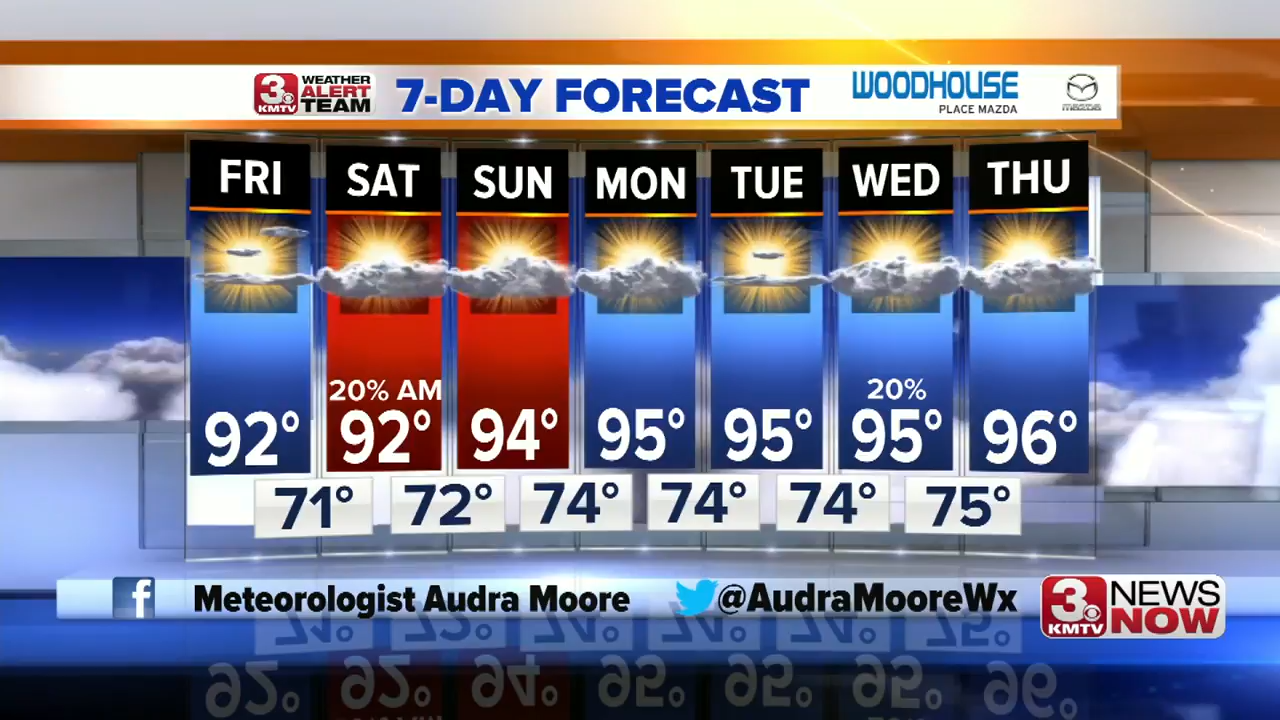 3 KMTV WEATHER ALERT TEAM 7-DAY FORECAST WOODHOUSE PLACE MAZDA mazda
FRI SAT SUN MON TUE WED THU
20% AM 20%
92° 92° 94° 95° 95° 95° 96°
71° 72° 74° 74° 74° 75°
f Meteorologist Audra Moore @AudraMooreWx 3 KMTV NEWS NOW